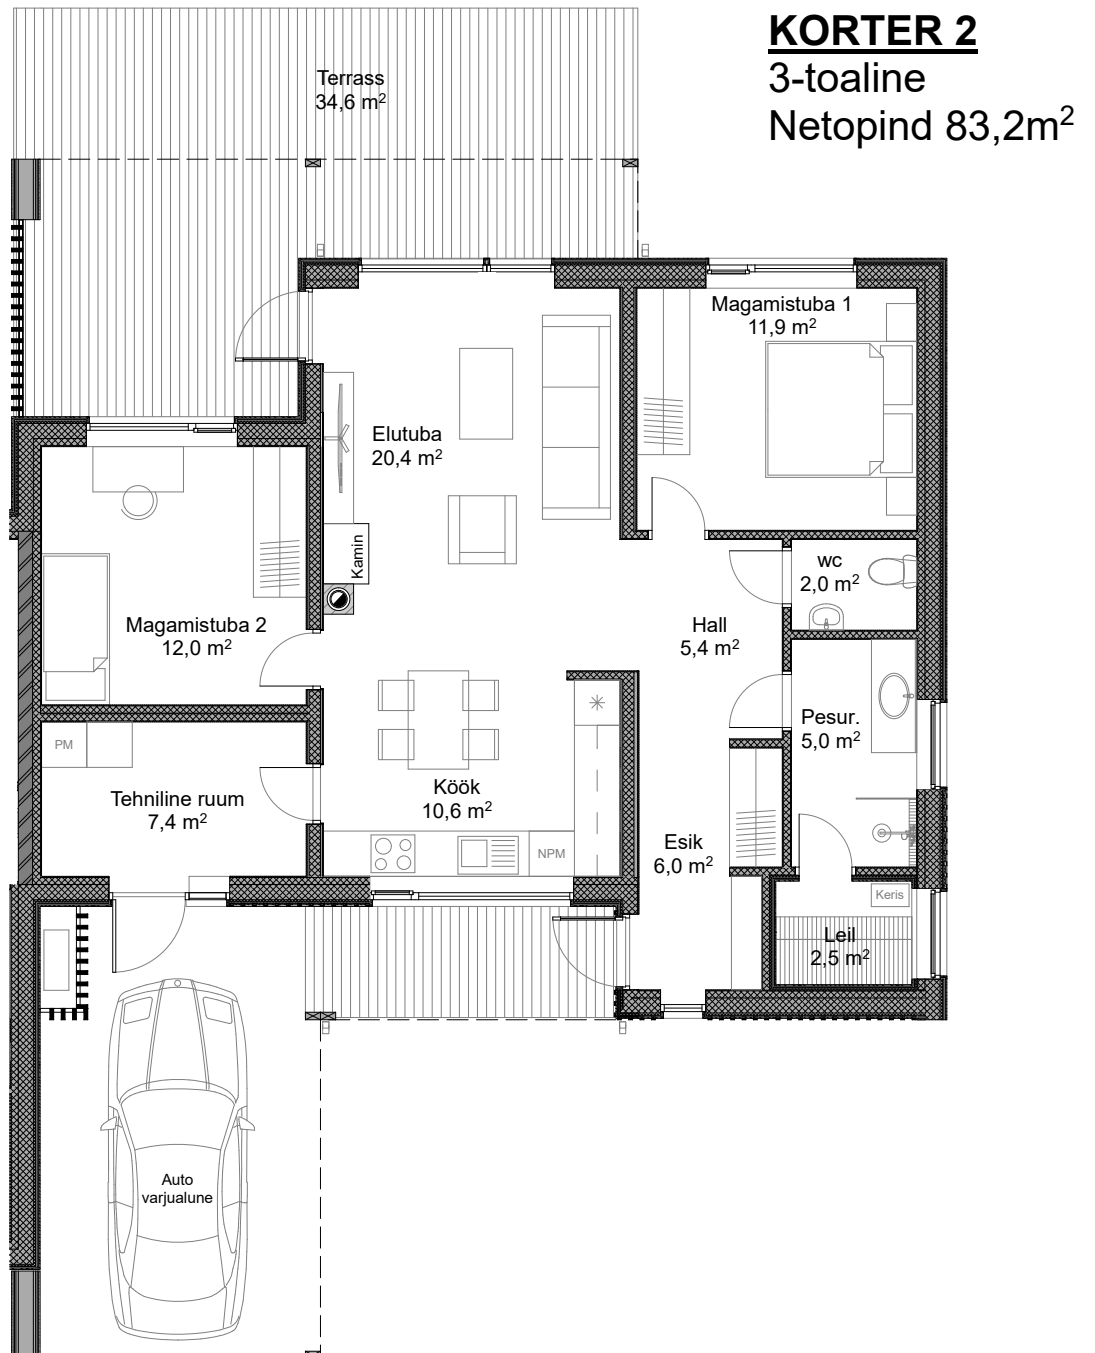 KORTER 2
3-toaline
Netopind 83,2m²
Terrass
34,6 m²
Magamistuba 1
11,9 m²
Elutuba
20,4 m²
Kamin
wc
2,0 m²
Magamistuba 2
12,0 m²
Hall
5,4 m²
Pesur.
5,0 m²
PM
Tehniline ruum
7,4 m²
Köök
10,6 m²
NPM
Esik
6,0 m²
Keris
Leil
2,5 m²
Auto
varjualune